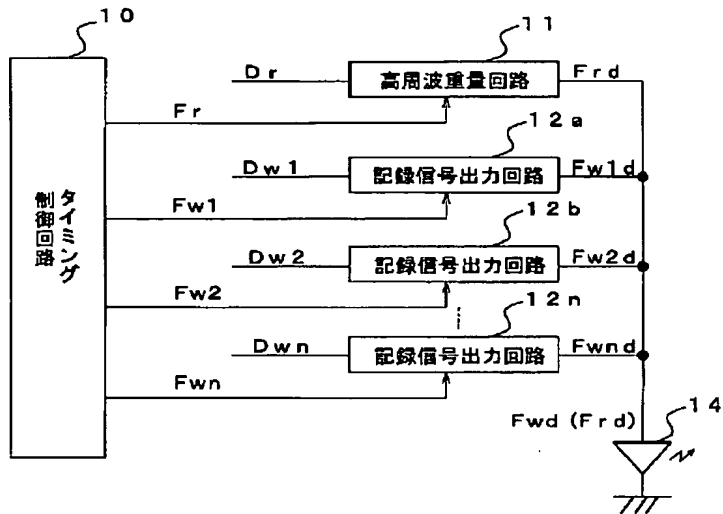 10
11
Dr
高周波重量回路
Frd
Fr
12a
Dw1
記録信号出力回路
Fw1d
Fw1
12b
Dw2
記録信号出力回路
Fw2d
Fw2
12n
Dwn
記録信号出力回路
Fwnd
Fwn
タイミング
制御回路
Fwd (Frd)
14